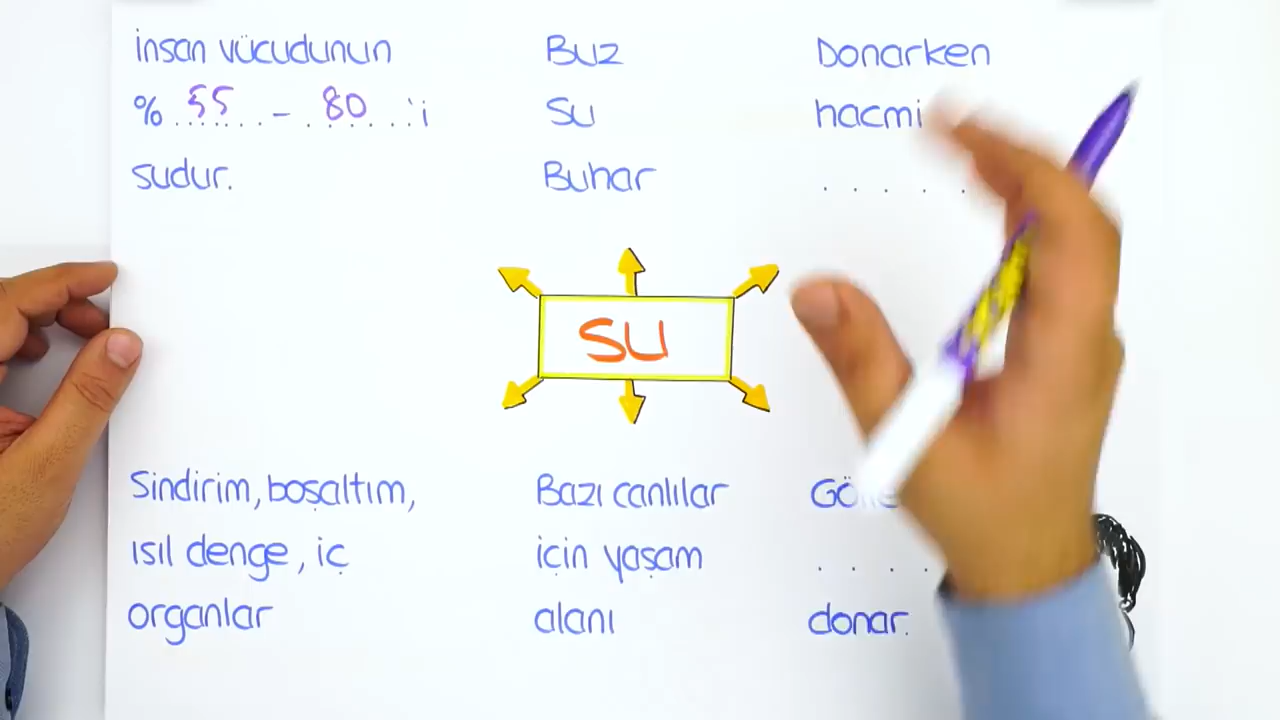 İnsan vücudunun
% 55 - 80 'i
sudur.
Buz
Su
Buhar
Donarken
hacmi
. . . . .
SU
Sindirim, boşaltım,
ısıl denge, iç
organlar
Bazı canlılar
için yaşam
alanı
. . . . .
donar.